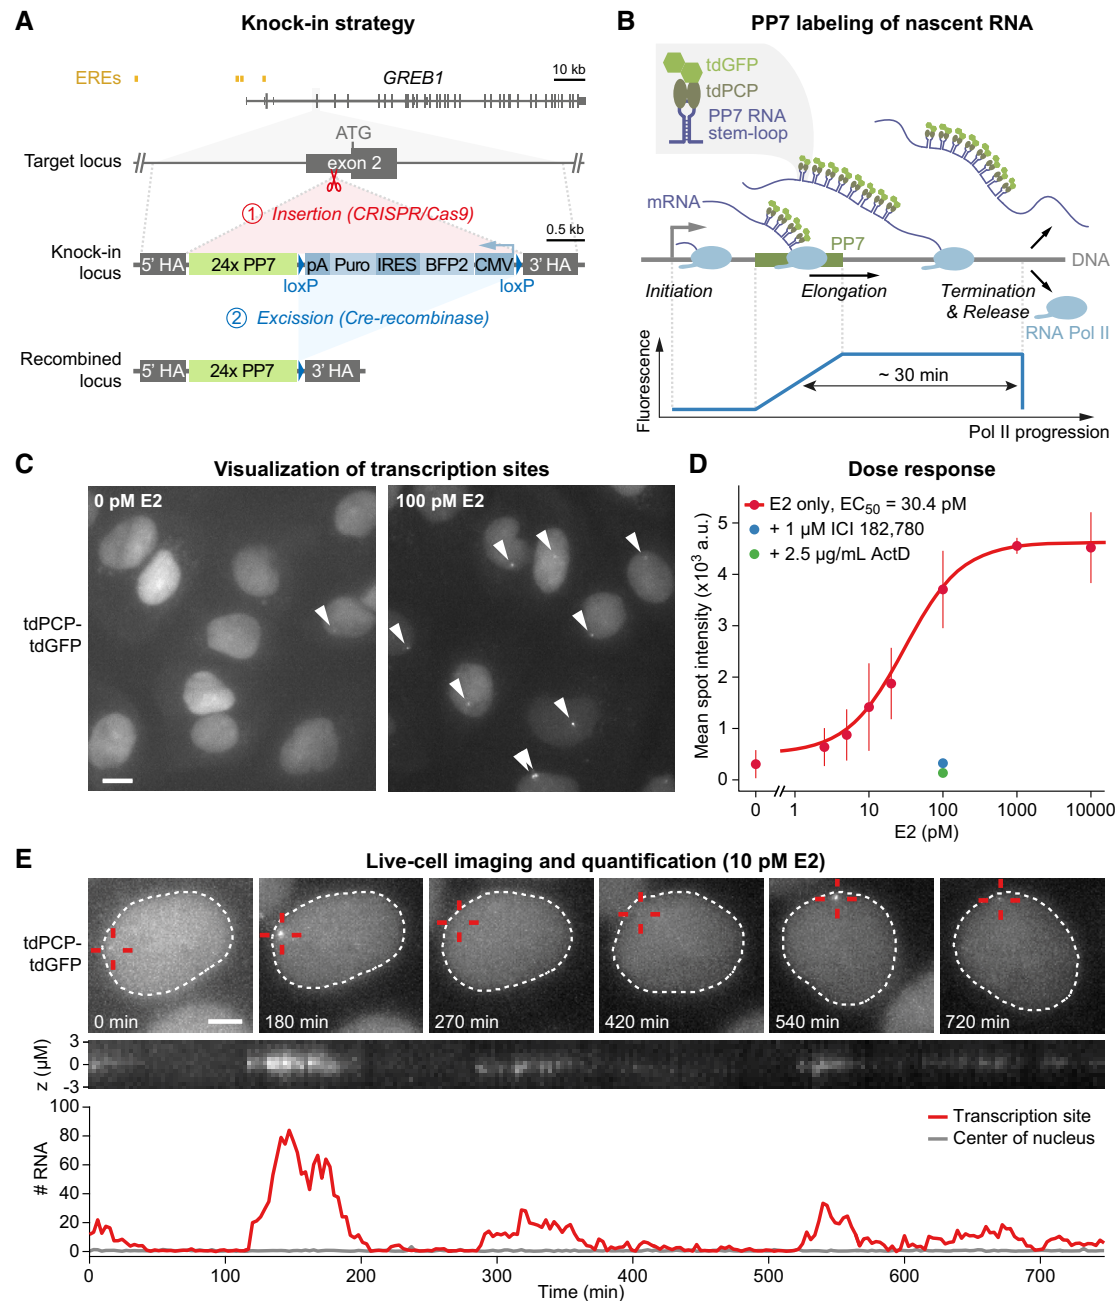 A
Knock-in strategy
EREs
GREB1
10 kb
ATG
Target locus
exon 2
① Insertion (CRISPR/Cas9)
0.5 kb
Knock-in
locus
5' HA
24x PP7
pA
Puro
IRES
BFP2
CMV
3' HA
loxP
loxP
② Excission (Cre-recombinase)
Recombined
locus
5' HA
24x PP7
3' HA
B
PP7 labeling of nascent RNA
tdGFP
tdPCP
PP7 RNA
stem-loop
mRNA
PP7
DNA
Initiation
Elongation
Termination
& Release
RNA Pol II
Fluorescence
~ 30 min
Pol II progression
C
Visualization of transcription sites
0 pM E2
100 pM E2
tdPCP-
tdGFP
D
Dose response
E2 only, EC50 = 30.4 pM
+ 1 µM ICI 182,780
+ 2.5 µg/mL ActD
Mean spot intensity (x10³ a.u.)
5
4
3
2
1
0
0
1
10
100
1000
10000
E2 (pM)
E
Live-cell imaging and quantification (10 pM E2)
tdPCP-
tdGFP
0 min
180 min
270 min
420 min
540 min
720 min
z (µM)
3
0
-3
# RNA
100
80
60
40
20
0
Transcription site
Center of nucleus
0
100
200
300
400
500
600
700
Time (min)